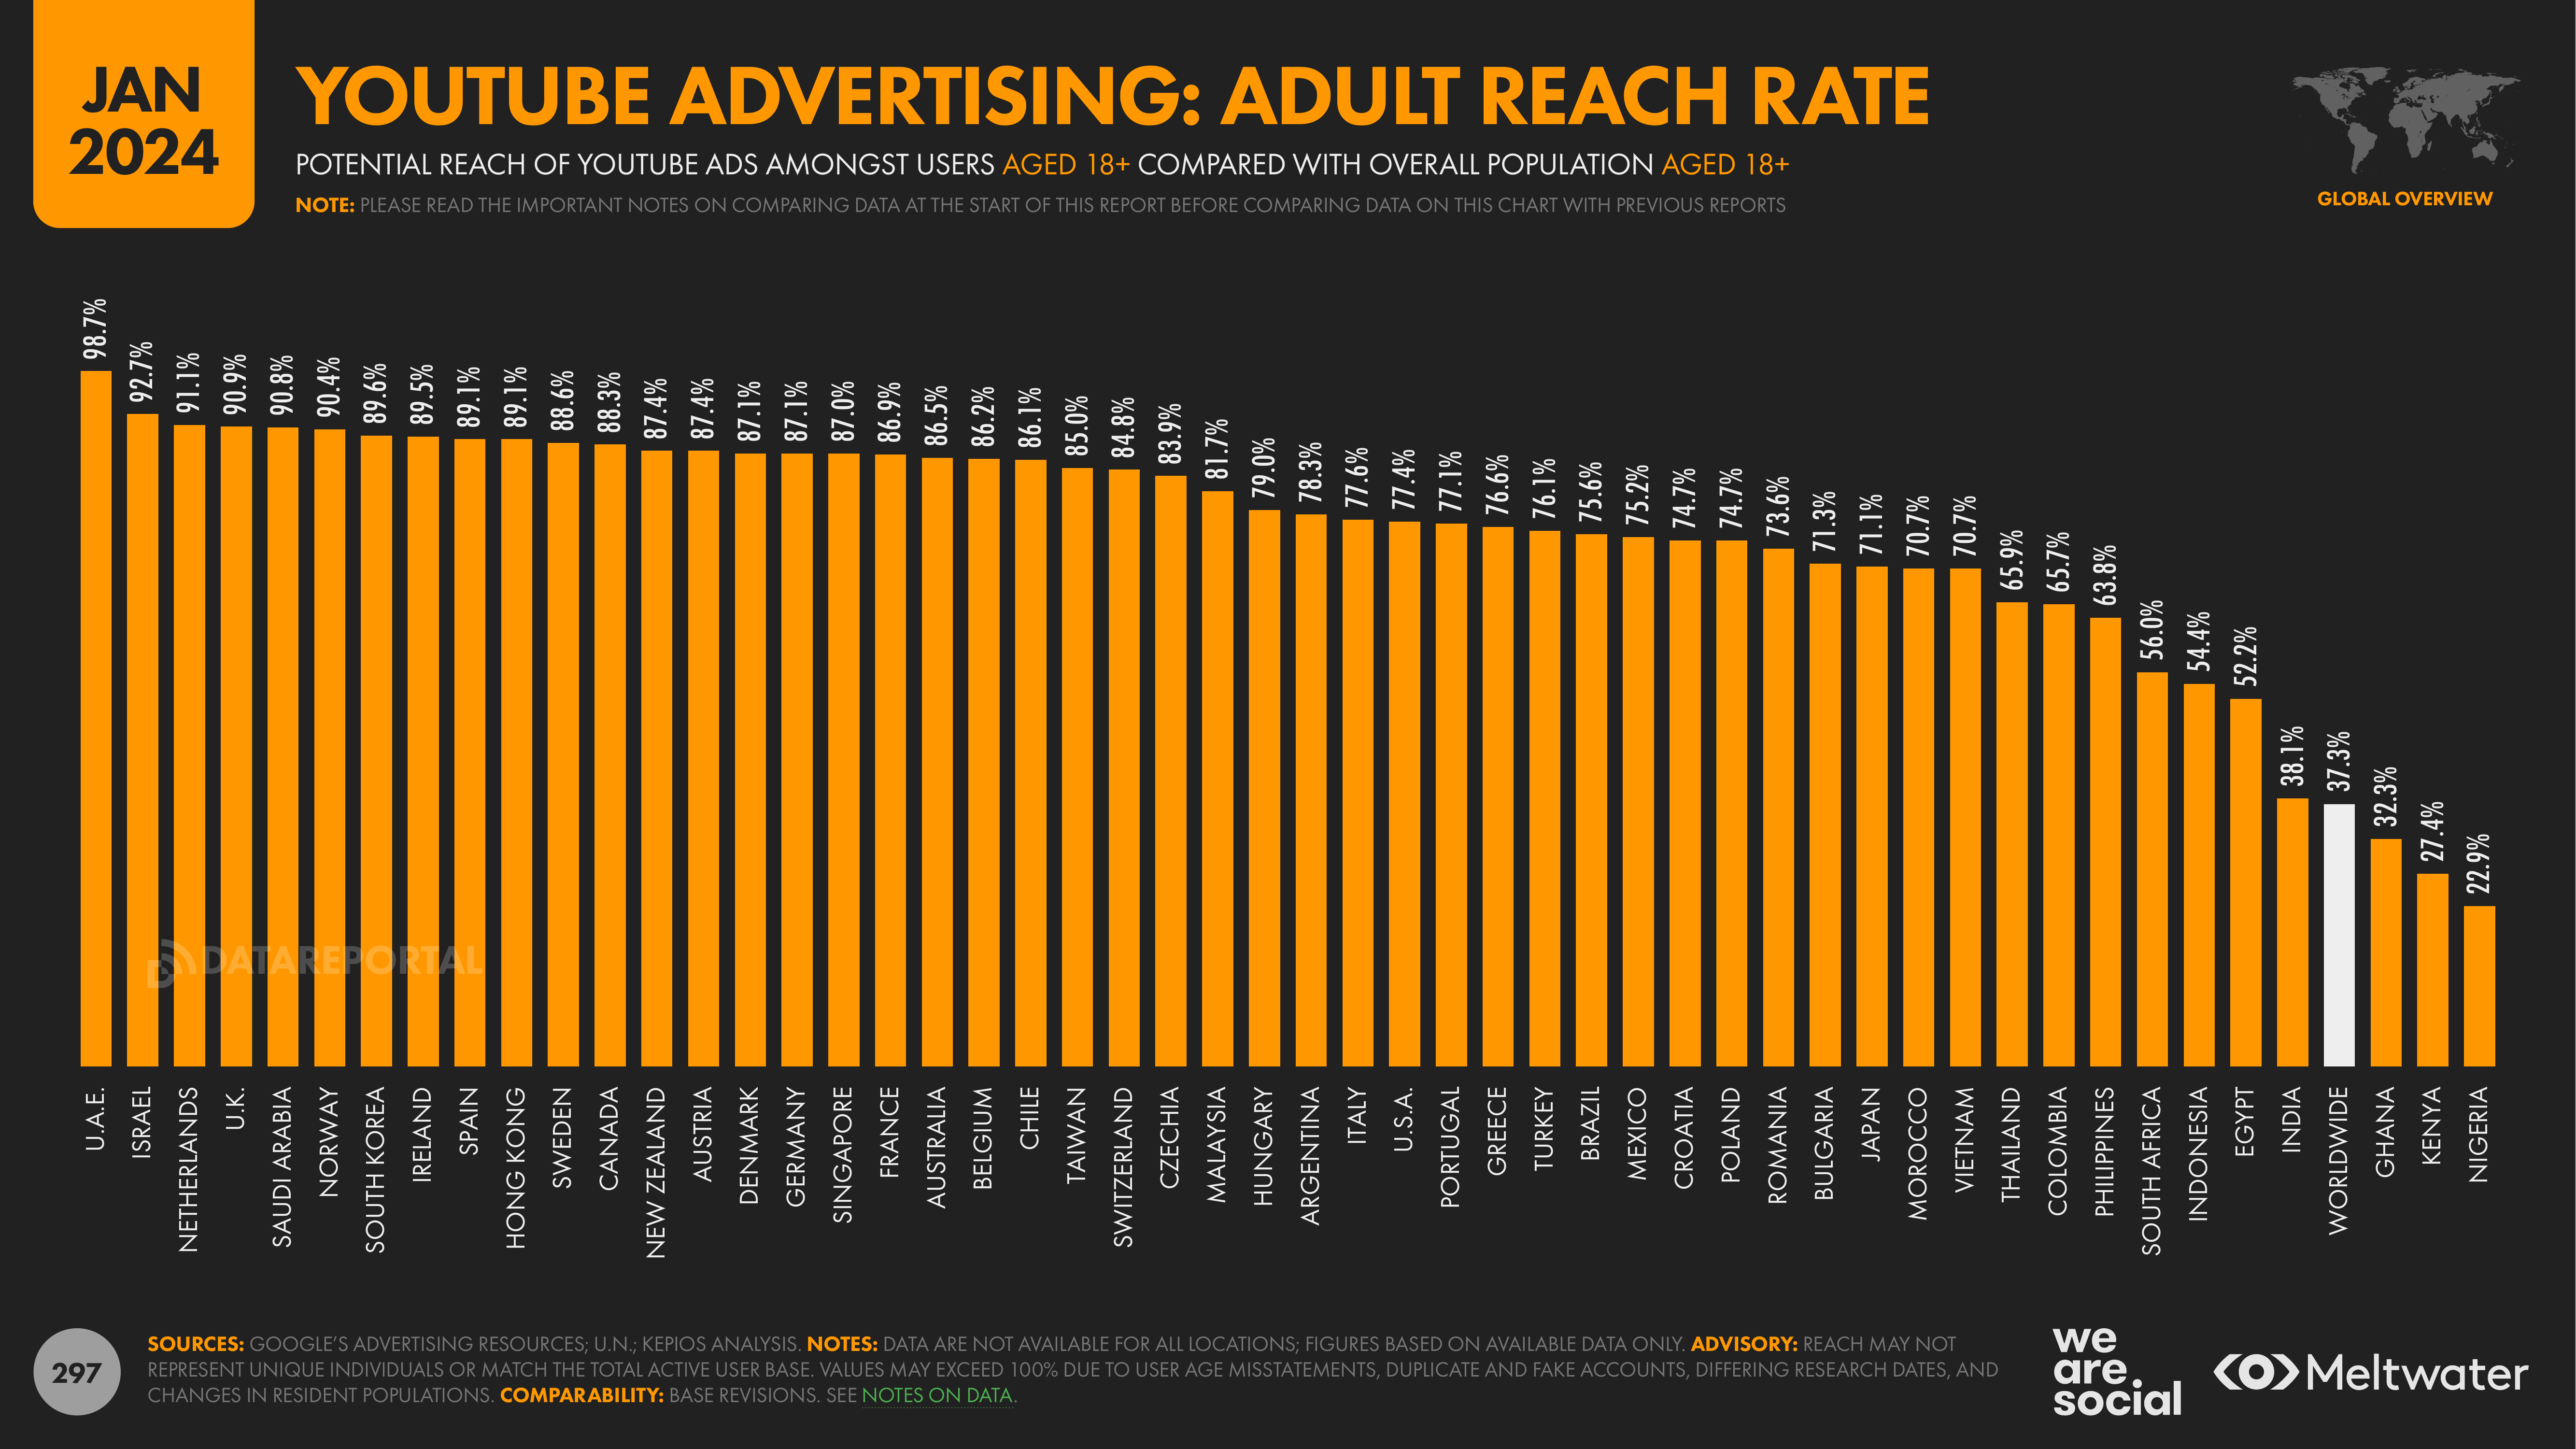 JAN
2024
YOUTUBE ADVERTISING: ADULT REACH RATE
POTENTIAL REACH OF YOUTUBE ADS AMONGST USERS AGED 18+ COMPARED WITH OVERALL POPULATION AGED 18+
NOTE: PLEASE READ THE IMPORTANT NOTES ON COMPARING DATA AT THE START OF THIS REPORT BEFORE COMPARING DATA ON THIS CHART WITH PREVIOUS REPORTS
GLOBAL OVERVIEW
98.7%
92.7%
91.1%
90.9%
90.8%
90.4%
89.6%
89.5%
89.1%
89.1%
88.6%
88.3%
87.4%
87.4%
87.1%
87.1%
87.0%
86.9%
86.5%
86.2%
86.1%
85.0%
84.8%
83.9%
81.7%
79.0%
78.3%
77.6%
77.4%
77.1%
76.6%
76.1%
75.6%
75.2%
74.7%
74.7%
73.6%
71.3%
71.1%
70.7%
70.7%
65.9%
65.7%
63.8%
56.0%
54.4%
52.2%
38.1%
37.3%
32.3%
27.4%
22.9%
DATAREPORTAL
U.A.E.
ISRAEL
NETHERLANDS
U.K.
SAUDI ARABIA
NORWAY
SOUTH KOREA
IRELAND
SPAIN
HONG KONG
SWEDEN
CANADA
NEW ZEALAND
AUSTRIA
DENMARK
GERMANY
SINGAPORE
FRANCE
AUSTRALIA
BELGIUM
CHILE
TAIWAN
SWITZERLAND
CZECHIA
MALAYSIA
HUNGARY
ARGENTINA
ITALY
U.S.A.
PORTUGAL
GREECE
TURKEY
BRAZIL
MEXICO
CROATIA
POLAND
ROMANIA
BULGARIA
JAPAN
MOROCCO
VIETNAM
THAILAND
COLOMBIA
PHILIPPINES
SOUTH AFRICA
INDONESIA
EGYPT
INDIA
WORLDWIDE
GHANA
KENYA
NIGERIA
297
SOURCES: GOOGLE'S ADVERTISING RESOURCES; U.N.; KEPIOS ANALYSIS. NOTES: DATA ARE NOT AVAILABLE FOR ALL LOCATIONS; FIGURES BASED ON AVAILABLE DATA ONLY. ADVISORY: REACH MAY NOT
REPRESENT UNIQUE INDIVIDUALS OR MATCH THE TOTAL ACTIVE USER BASE. VALUES MAY EXCEED 100% DUE TO USER AGE MISSTATEMENTS, DUPLICATE AND FAKE ACCOUNTS, DIFFERING RESEARCH DATES, AND
CHANGES IN RESIDENT POPULATIONS. COMPARABILITY: BASE REVISIONS. SEE NOTES ON DATA.
we
are.
social
Meltwater